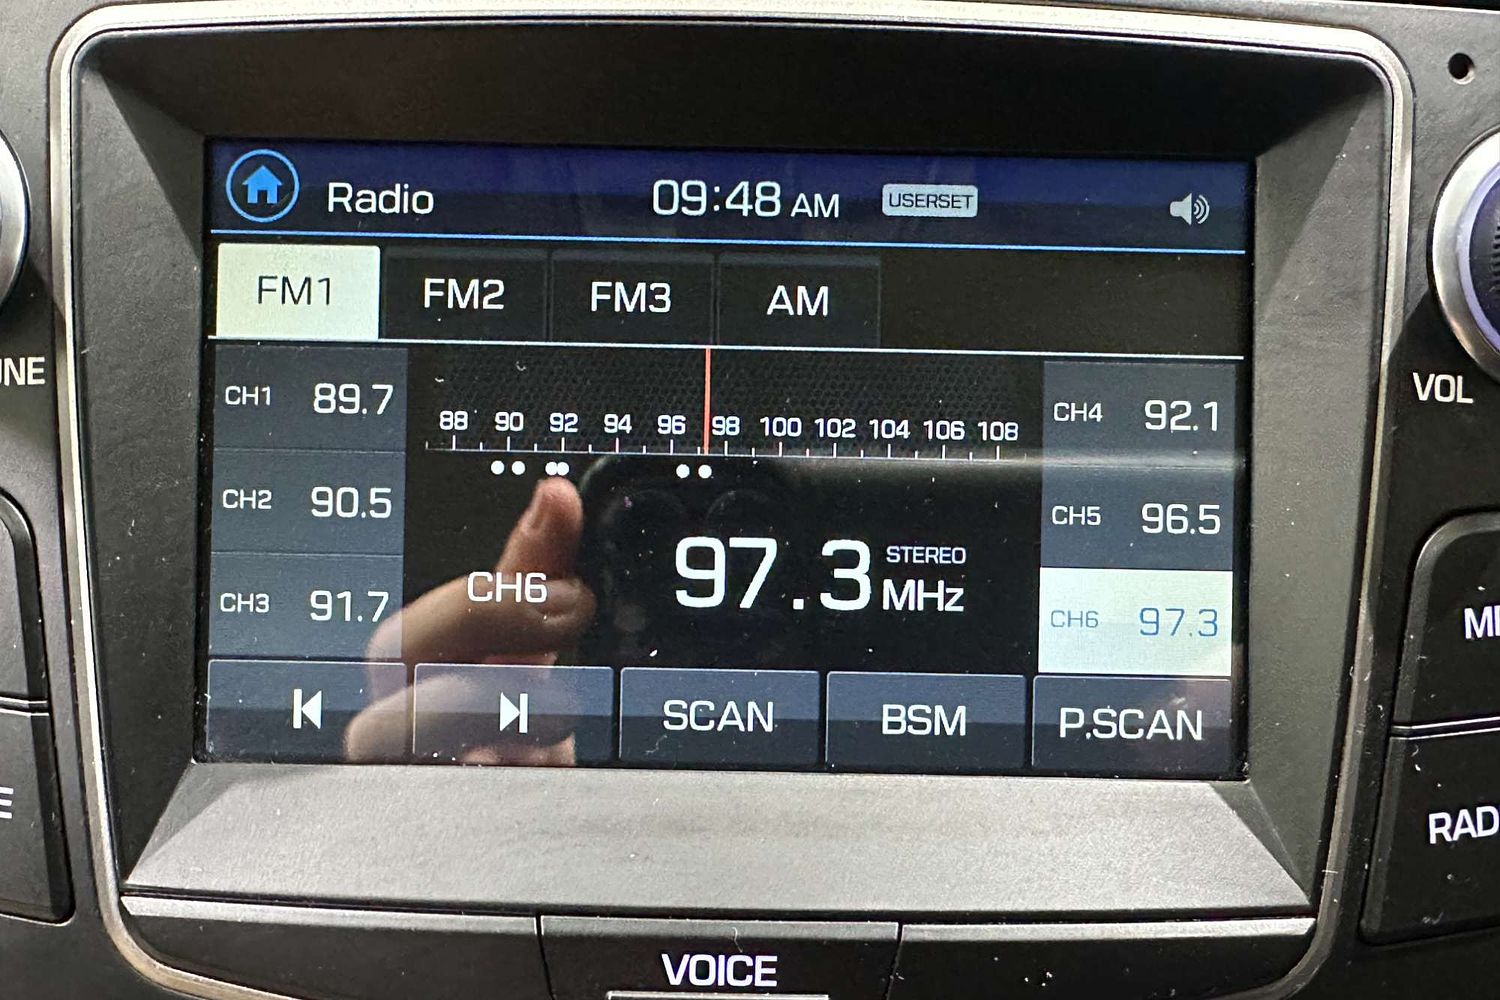 Radio 09:48 AM USERSET
FM1 FM2 FM3 AM
CH1 89.7
CH2 90.5
CH3 91.7
88 90 92 94 96 98 100 102 104 106 108
CH6 97.3 STEREO MHz
CH4 92.1
CH5 96.5
CH6 97.3
SCAN BSM P.SCAN
VOL
VOICE